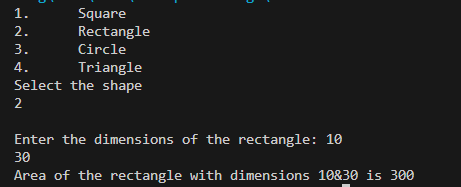 1. Square
2. Rectangle
3. Circle
4. Triangle
Select the shape
2
Enter the dimensions of the rectangle: 10
30
Area of the rectangle with dimensions 10&30 is 300